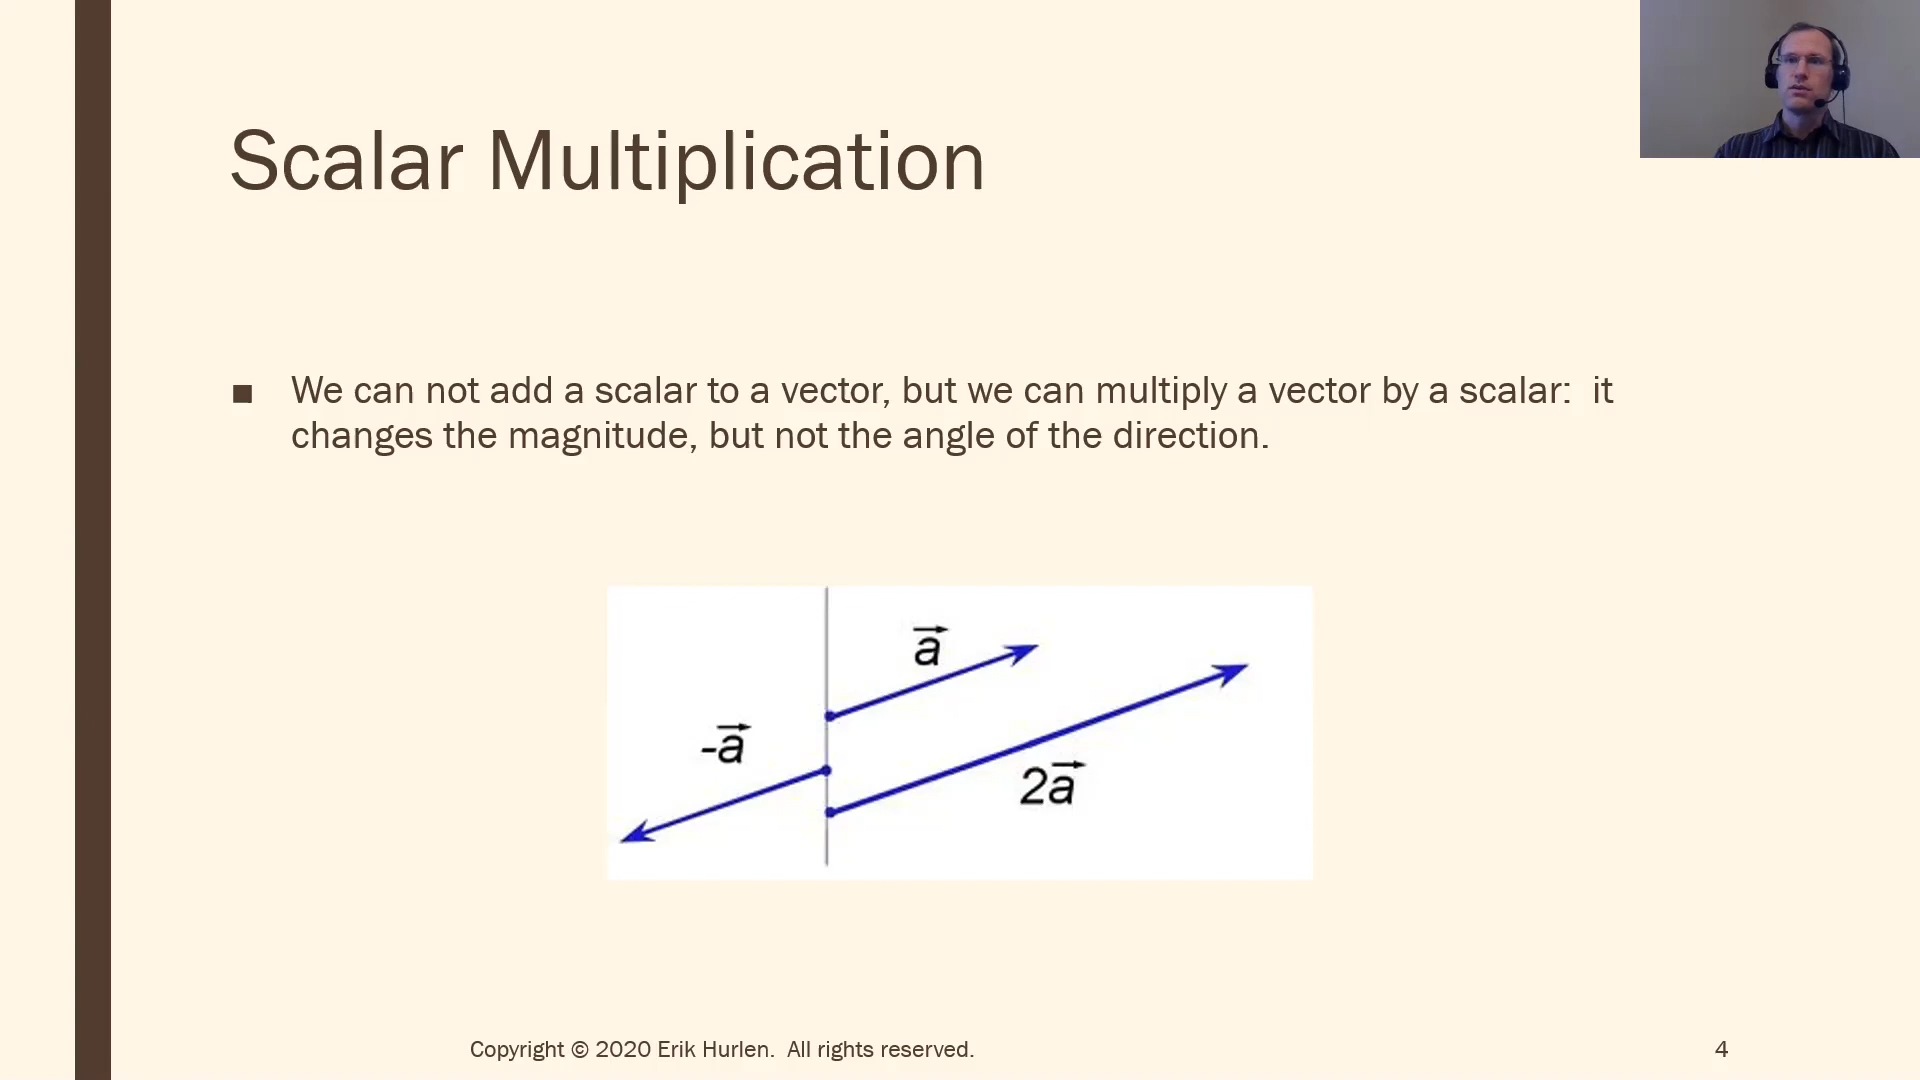 Scalar Multiplication
■ We can not add a scalar to a vector, but we can multiply a vector by a scalar:  it
changes the magnitude, but not the angle of the direction.
a⃗
-a⃗
2a⃗
Copyright © 2020 Erik Hurlen.  All rights reserved.
4